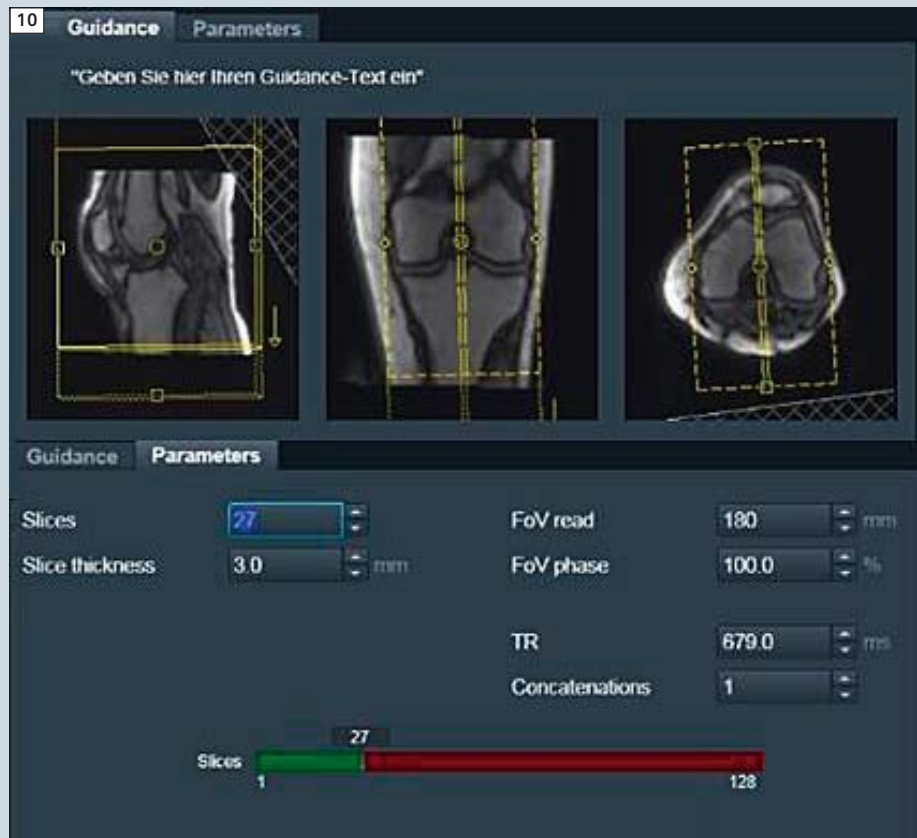 10
Guidance Parameters
"Geben Sie hier Ihren Guidance-Text ein"
Guidance Parameters
Slices 27 FoV read 180 mm
Slice thickness 3.0 mm FoV phase 100.0 %
TR 679.0 ms
Concatenations 1
27
Slices
1 128